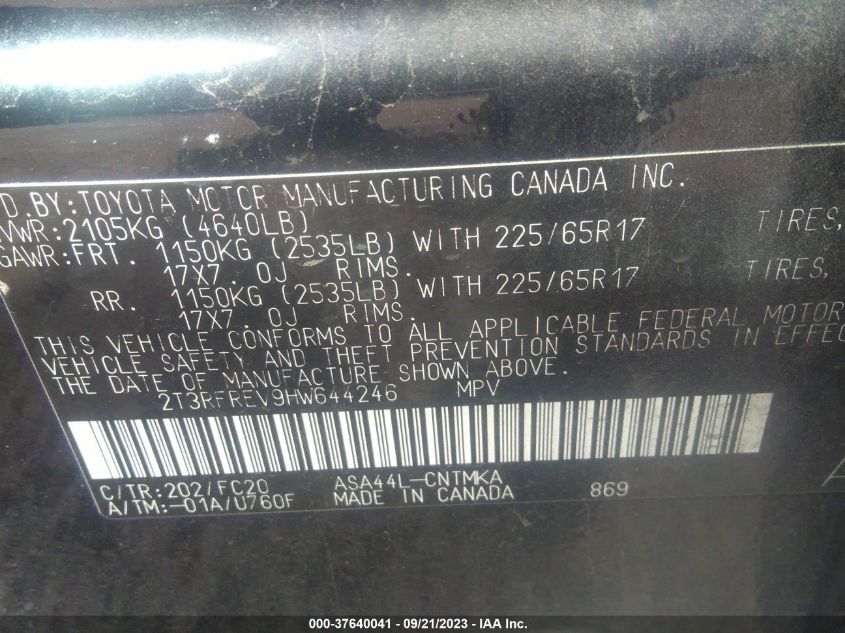 D.BY:TOYOTA MOTOR MANUFACTURING CANADA INC.
VWR:2105KG (4640LB)
GAWR:FRT. 1150KG (2535LB) WITH 225/65R17 TIRES,
17X7.0J RIMS.
RR. 1150KG (2535LB) WITH 225/65R17 TIRES,
17X7.0J RIMS.
THIS VEHICLE CONFORMS TO ALL APPLICABLE FEDERAL MOTOR
VEHICLE SAFETY AND THEFT PREVENTION STANDARDS IN EFFEC
THE DATE OF MANUFACTURE SHOWN ABOVE.
2T3RFREV9HW644246 MPV
C/TR:202/FC20 ASA44L-CNTMKA
A/TM:-01A/U760F MADE IN CANADA 869
000-37640041 - 09/21/2023 - IAA Inc.